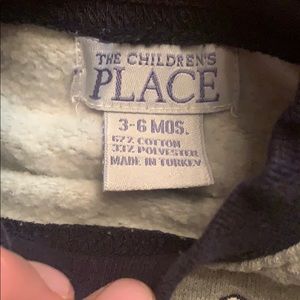 THE CHILDREN'S
PLACE
3-6 MOS.
67% COTTON
33% POLYESTER
MADE IN TURKEY